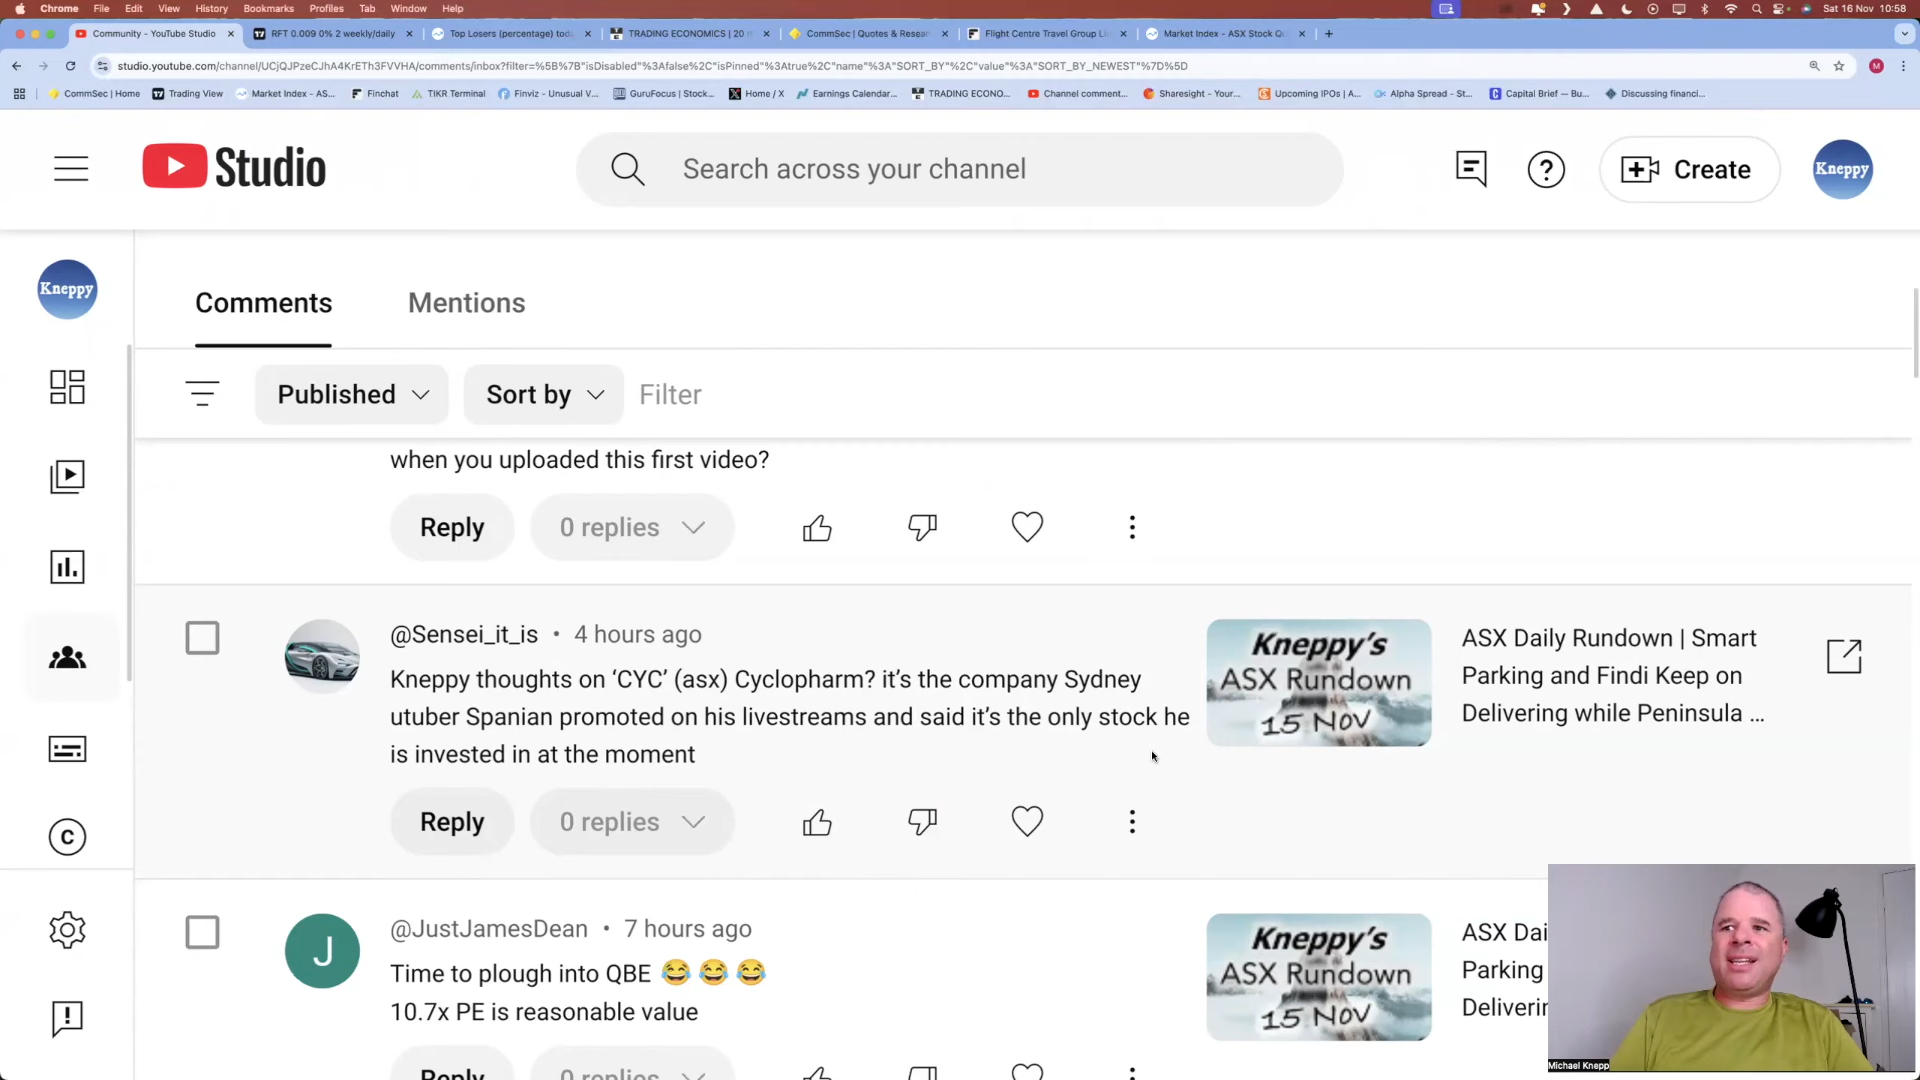 Chrome File Edit View History Bookmarks Profiles Tab Window Help
Sat 16 Nov 10:58
Community - YouTube Studio
RFT 0.009 0% 2 weekly/daily
Top Losers (percentage) tod
TRADING ECONOMICS | 20 m
CommSec | Quotes & Resear
Flight Centre Travel Group Li
Market Index - ASX Stock Q
studio.youtube.com/channel/UCjQJPzeCJhA4KrETh3FVVHA/comments/inbox?filter=%5B%7B"isDisabled"%3Afalse%2C"isPinned"%3Atrue%2C"name"%3A"SORT_BY"%2C"value"%3A"SORT_BY_NEWEST"%7D%5D
CommSec | Home
Trading View
Market Index - AS...
Finchat
TIKR Terminal
Finviz - Unusual V...
GuruFocus | Stock...
Home / X
Earnings Calendar...
TRADING ECONO...
Channel comment...
Sharesight - Your...
Upcoming IPOs | A...
Alpha Spread - St...
Capital Brief — Bu...
Discussing financi...
Studio
Search across your channel
Create
Kneppy
Kneppy
Comments Mentions
Published Sort by Filter
when you uploaded this first video?
Reply 0 replies
@Sensei_it_is • 4 hours ago
Kneppy thoughts on ‘CYC’ (asx) Cyclopharm? it’s the company Sydney
utuber Spanian promoted on his livestreams and said it’s the only stock he
is invested in at the moment
Reply 0 replies
Kneppy's
ASX Rundown
15 NOV
ASX Daily Rundown | Smart
Parking and Findi Keep on
Delivering while Peninsula ...
J
@JustJamesDean • 7 hours ago
Time to plough into QBE 😂 😂 😂
10.7x PE is reasonable value
Reply 0 replies
Kneppy's
ASX Rundown
15 NOV
ASX Dai
Parking
Deliverin
Michael Knepp